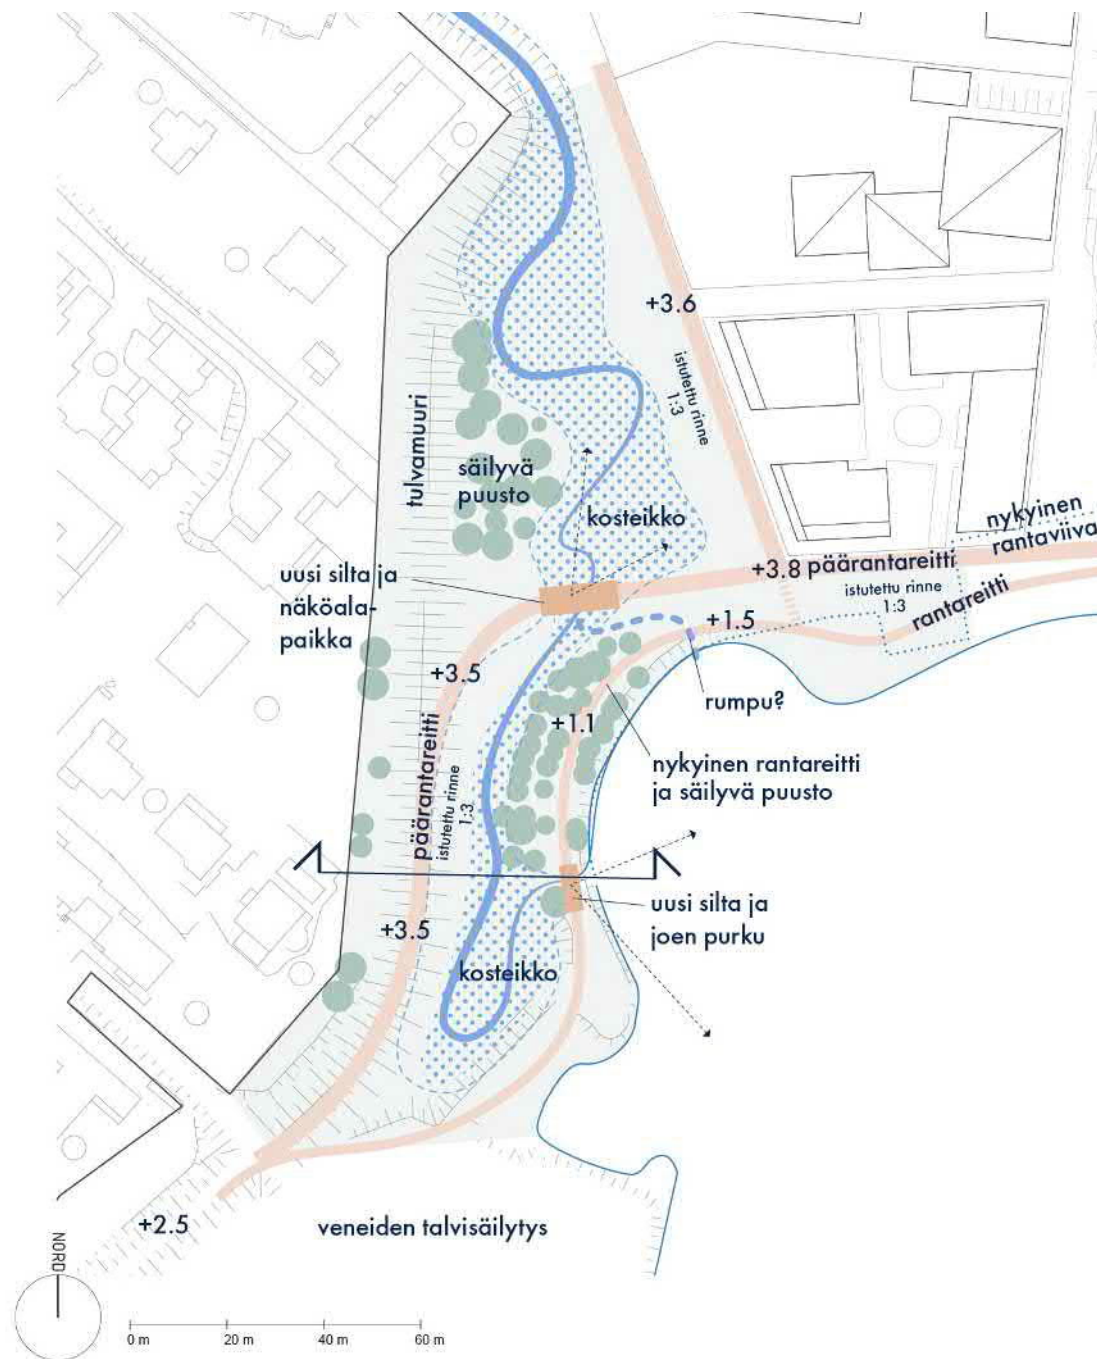 +3.6
istutettu rinne
1:3
tulvamuuri
säilyvä
puusto
kosteikko
nykyinen
rantaviiva
+3.8 päärantareitti
istutettu rinne
1:3
rantareitti
uusi silta ja
näköala-
paikka
+1.5
+3.5
rumpu?
+1.1
päärantareitti
istutettu rinne
1:3
nykyinen rantareitti
ja säilyvä puusto
+3.5
uusi silta ja
joen purku
kosteikko
+2.5
veneiden talvisäilytys
NORD
0 m
20 m
40 m
60 m